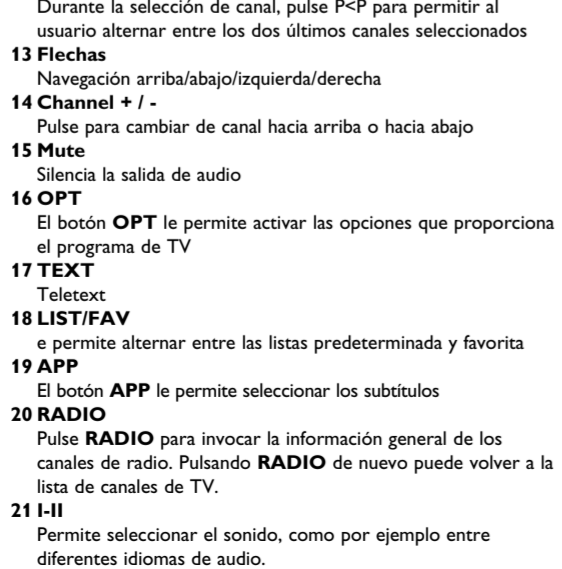 Durante la selección de canal, pulse P<P para permitir al
usuario alternar entre los dos últimos canales seleccionados
13 Flechas
Navegación arriba/abajo/izquierda/derecha
14 Channel + / -
Pulse para cambiar de canal hacia arriba o hacia abajo
15 Mute
Silencia la salida de audio
16 OPT
El botón OPT le permite activar las opciones que proporciona
el programa de TV
17 TEXT
Teletext
18 LIST/FAV
e permite alternar entre las listas predeterminada y favorita
19 APP
El botón APP le permite seleccionar los subtítulos
20 RADIO
Pulse RADIO para invocar la información general de los
canales de radio. Pulsando RADIO de nuevo puede volver a la
lista de canales de TV.
21 I-II
Permite seleccionar el sonido, como por ejemplo entre
diferentes idiomas de audio.